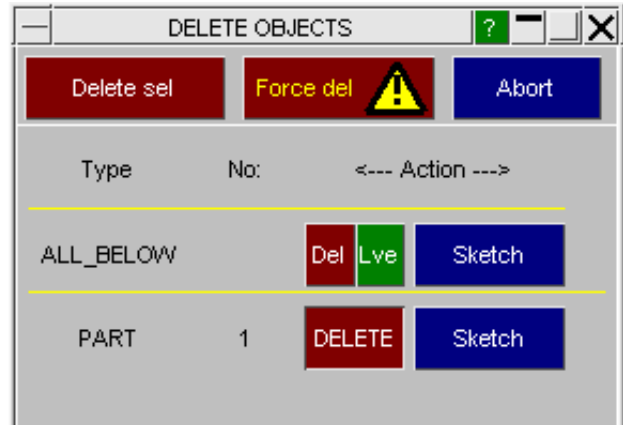 DELETE OBJECTS ?
Delete sel Force del ! Abort
Type No: <--- Action --->
ALL_BELOW Del Lve Sketch
PART 1 DELETE Sketch